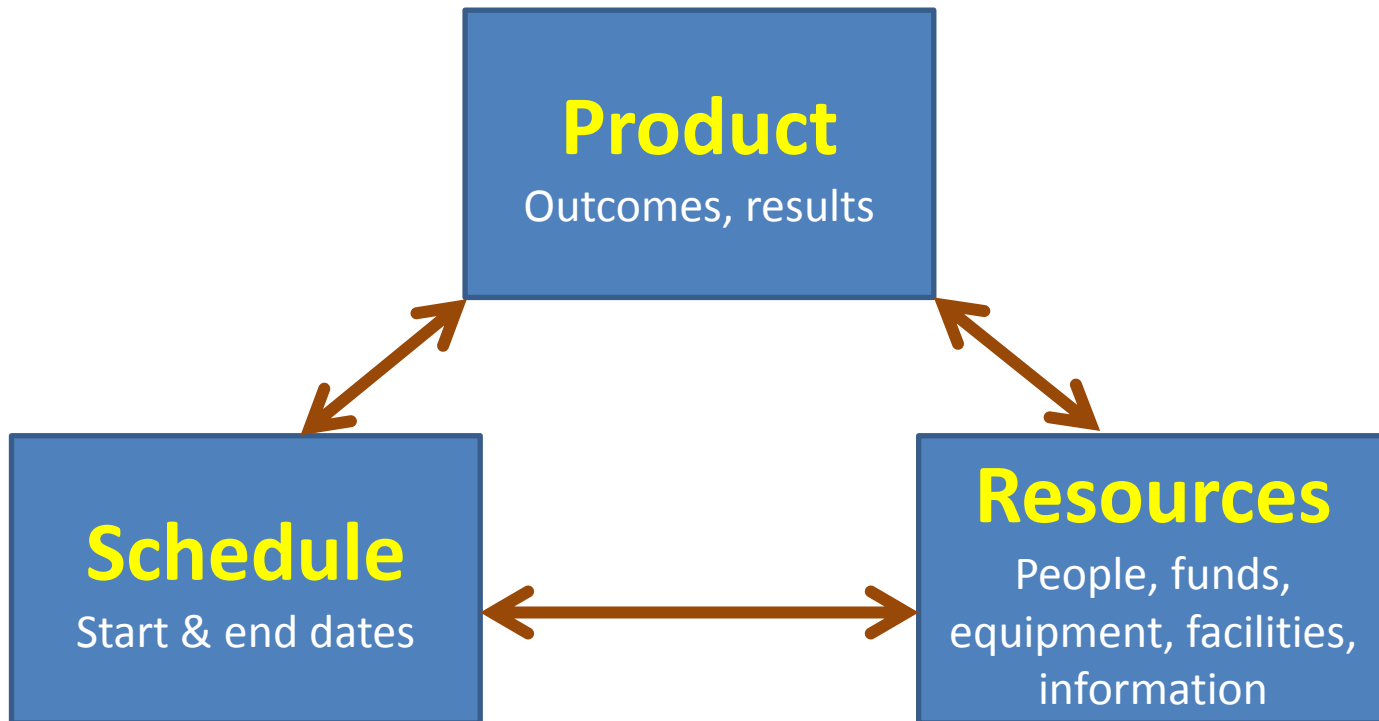 Product
Outcomes, results
Schedule
Start & end dates
Resources
People, funds,
equipment, facilities,
information